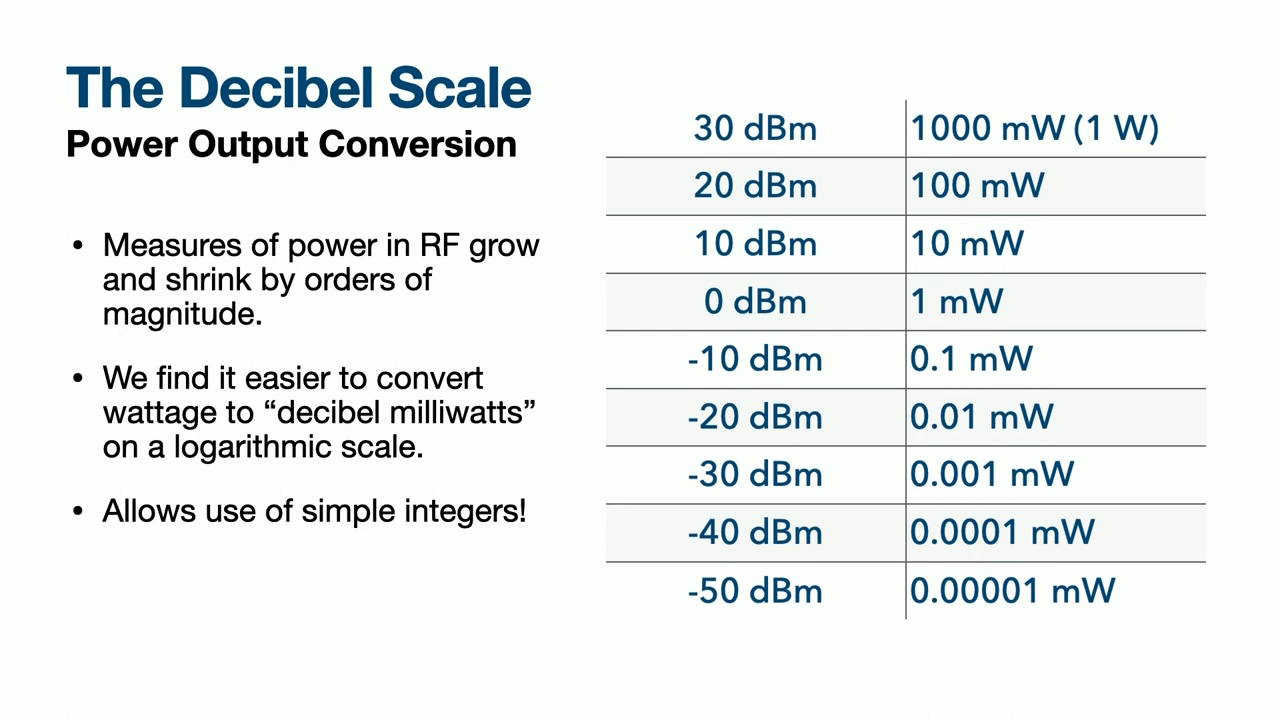 The Decibel Scale
Power Output Conversion
• Measures of power in RF grow
and shrink by orders of
magnitude.
• We find it easier to convert
wattage to “decibel milliwatts”
on a logarithmic scale.
• Allows use of simple integers!
30 dBm 1000 mW (1 W)
20 dBm 100 mW
10 dBm 10 mW
0 dBm 1 mW
-10 dBm 0.1 mW
-20 dBm 0.01 mW
-30 dBm 0.001 mW
-40 dBm 0.0001 mW
-50 dBm 0.00001 mW